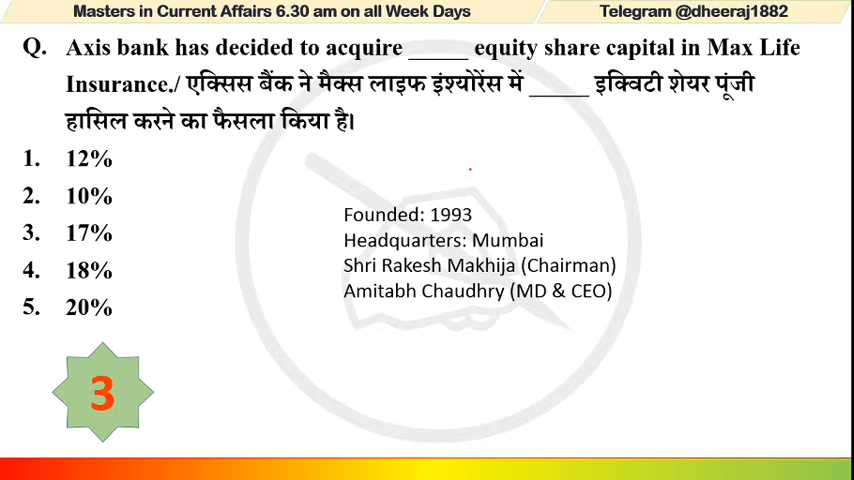 Masters in Current Affairs 6.30 am on all Week Days
Telegram @dheeraj1882
Q. Axis bank has decided to acquire _____ equity share capital in Max Life
Insurance./ एक्सिस बैंक ने मैक्स लाइफ इंश्योरेंस में _____ इक्विटी शेयर पूंजी
हासिल करने का फैसला किया है।
1. 12%
2. 10%
3. 17%
4. 18%
5. 20%
Founded: 1993
Headquarters: Mumbai
Shri Rakesh Makhija (Chairman)
Amitabh Chaudhry (MD & CEO)
3